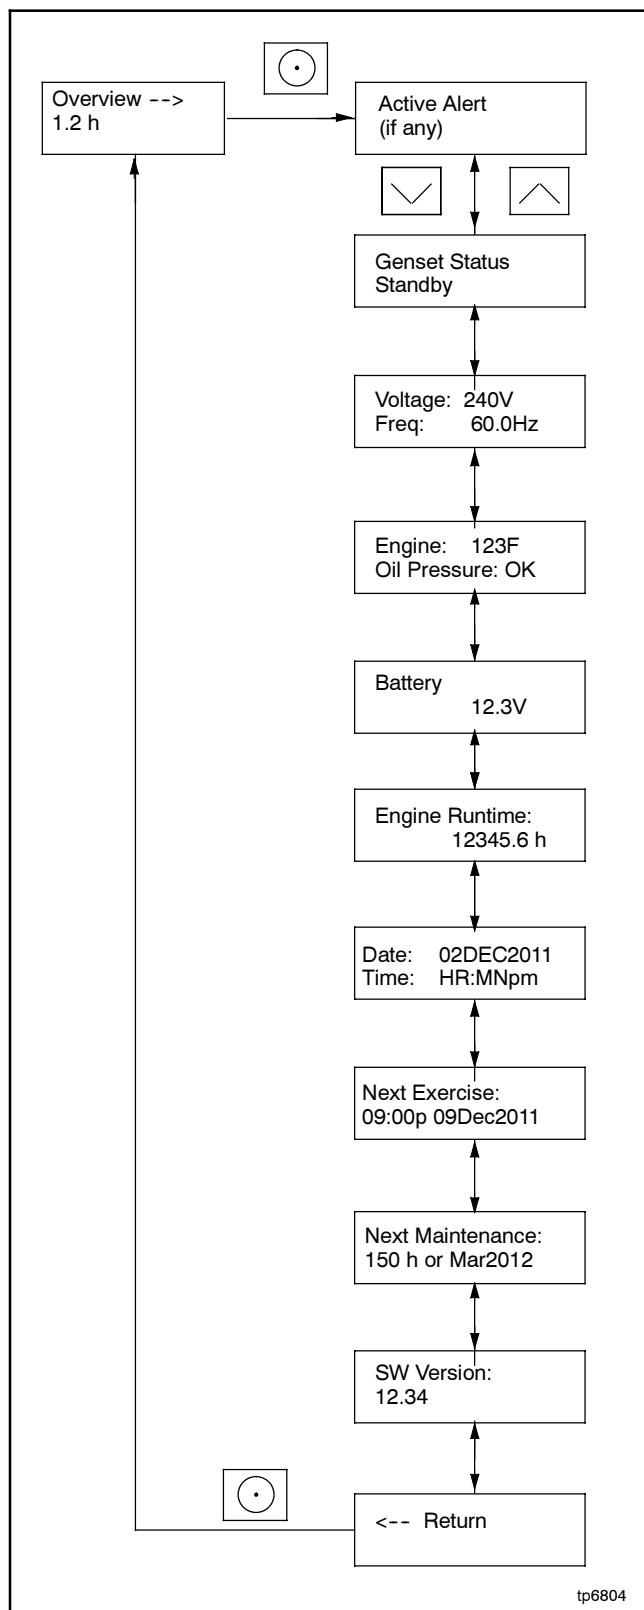 Overview -->
1.2 h
Active Alert
(if any)
Genset Status
Standby
Voltage: 240V
Freq: 60.0Hz
Engine: 123F
Oil Pressure: OK
Battery
12.3V
Engine Runtime:
12345.6 h
Date: 02DEC2011
Time: HR:MNpm
Next Exercise:
09:00p 09Dec2011
Next Maintenance:
150 h or Mar2012
SW Version:
12.34
<-- Return
tp6804